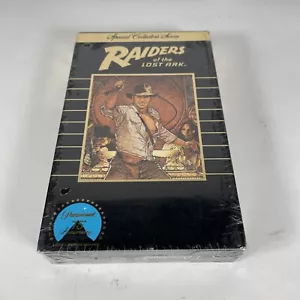 Special Collector's Series
RAIDERS
of the
LOST ARK
Paramount